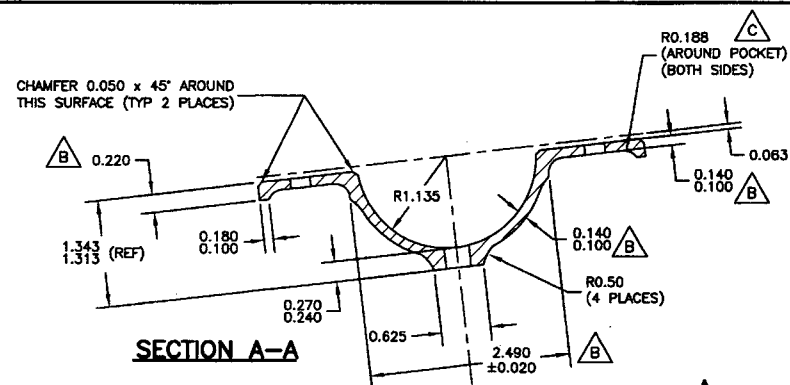 R0.188
(AROUND POCKET)
(BOTH SIDES)
C
CHAMFER 0.050 x 45° AROUND
THIS SURFACE (TYP 2 PLACES)
B 0.220
0.063
0.140
0.100
B
R1.135
1.343
1.313 (REF)
0.180
0.100
0.140
0.100
B
R0.50
(4 PLACES)
0.270
0.240
0.625
2.490
±0.020
B
SECTION A-A